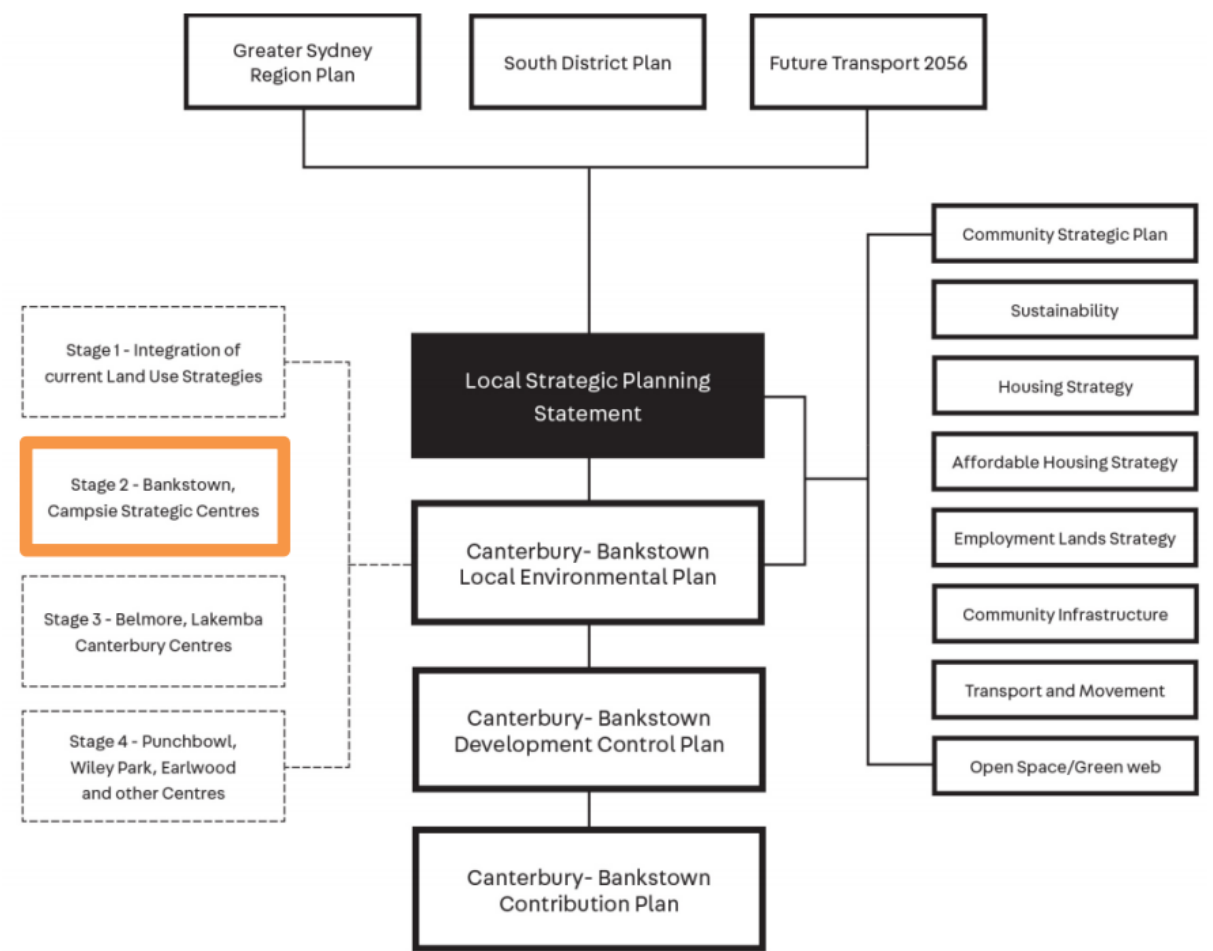 Greater Sydney
Region Plan
South District Plan
Future Transport 2056
Community Strategic Plan
Sustainability
Housing Strategy
Affordable Housing Strategy
Employment Lands Strategy
Community Infrastructure
Transport and Movement
Open Space/Green web
Local Strategic Planning
Statement
Canterbury- Bankstown
Local Environmental Plan
Canterbury- Bankstown
Development Control Plan
Canterbury- Bankstown
Contribution Plan
Stage 1 - Integration of
current Land Use Strategies
Stage 2 - Bankstown,
Campsie Strategic Centres
Stage 3 - Belmore, Lakemba
Canterbury Centres
Stage 4 - Punchbowl,
Wiley Park, Earlwood
and other Centres